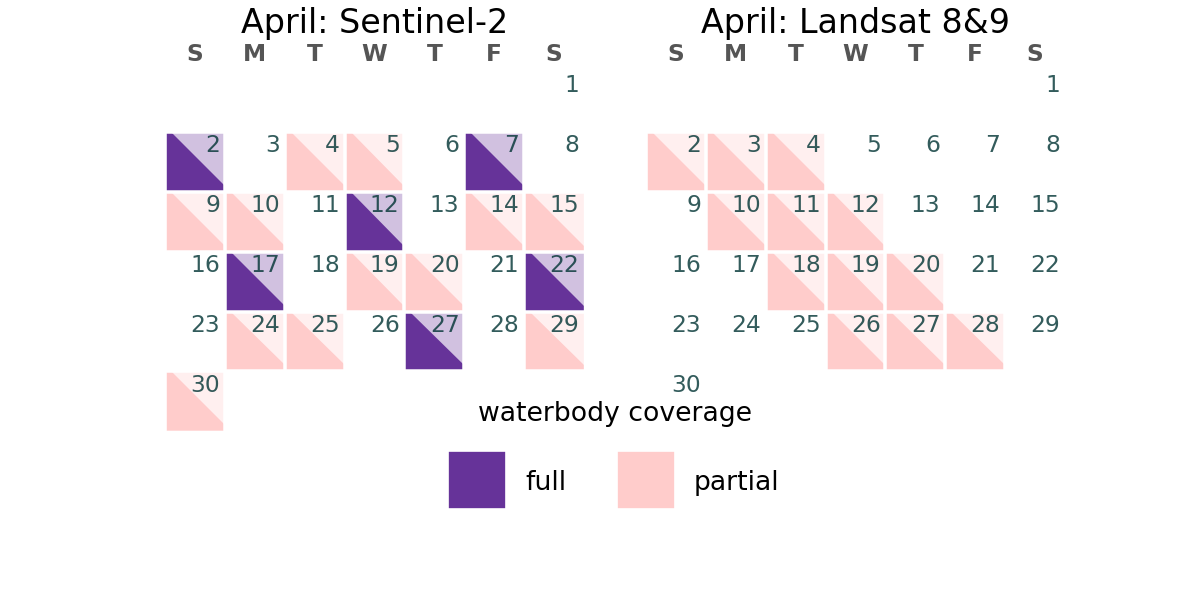 April: Sentinel-2
S M T W T F S
1
2 3 4 5 6 7 8
9 10 11 12 13 14 15
16 17 18 19 20 21 22
23 24 25 26 27 28 29
30
April: Landsat 8&9
S M T W T F S
1
2 3 4 5 6 7 8
9 10 11 12 13 14 15
16 17 18 19 20 21 22
23 24 25 26 27 28 29
30
waterbody coverage
full partial